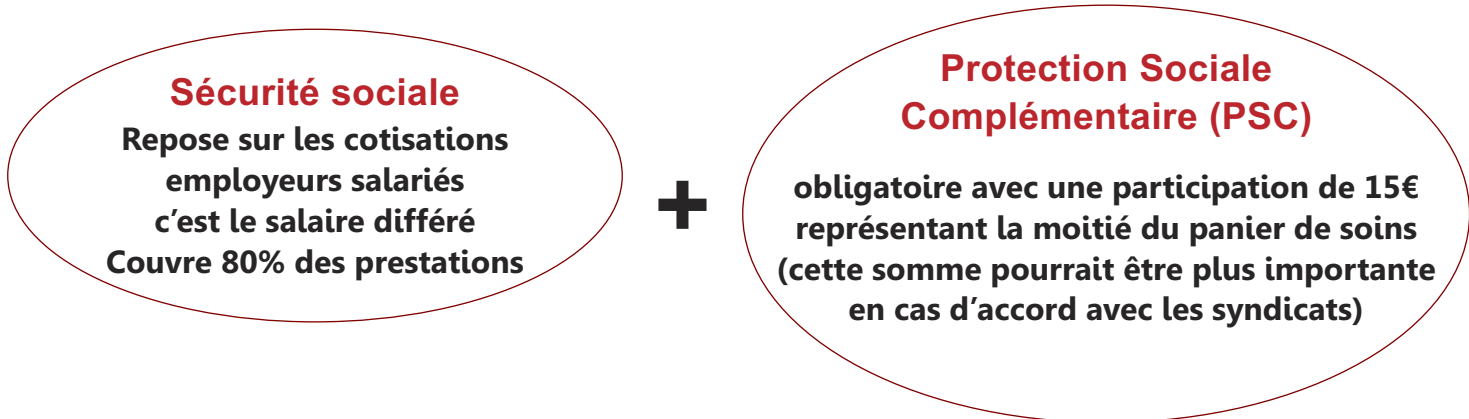 Sécurité sociale
Repose sur les cotisations
employeurs salariés
c’est le salaire différé
Couvre 80% des prestations
+
Protection Sociale
Complémentaire (PSC)
obligatoire avec une participation de 15€
représentant la moitié du panier de soins
(cette somme pourrait être plus importante
en cas d’accord avec les syndicats)